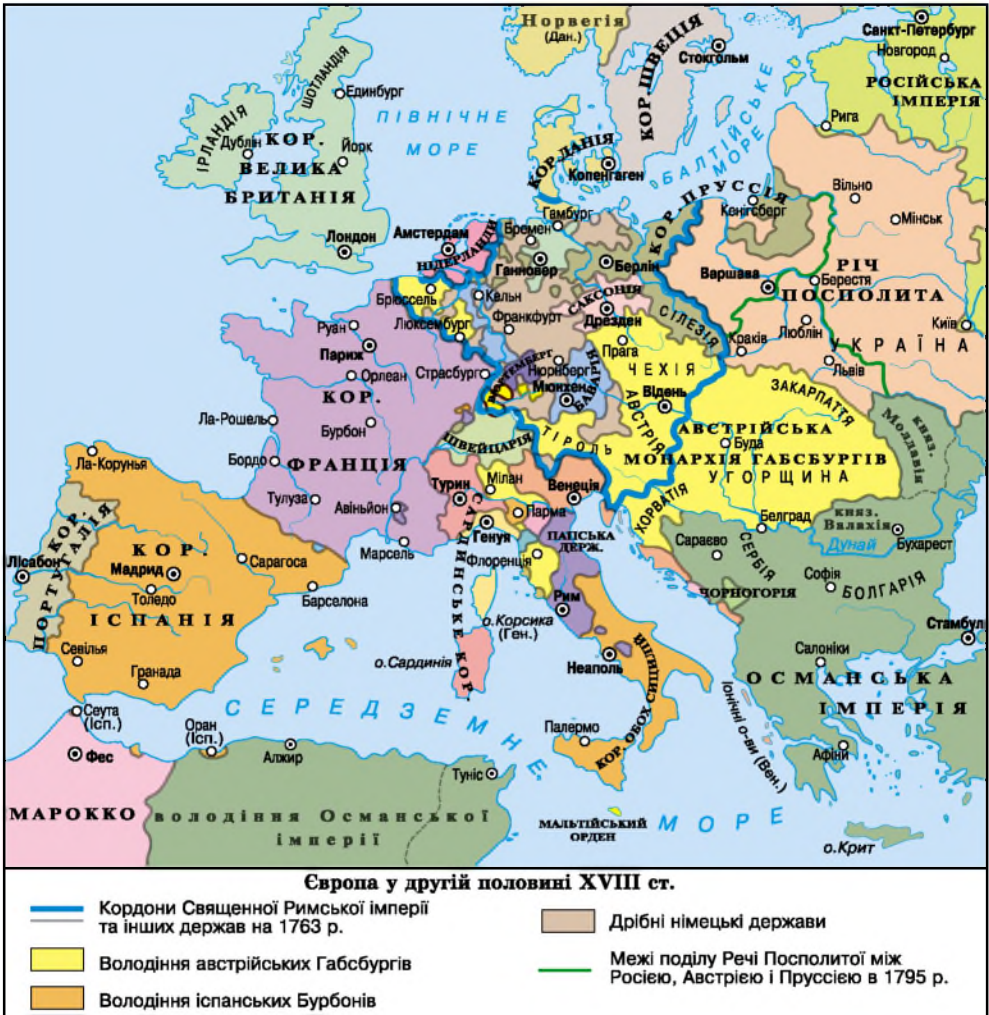 Норвегія
(Дан.)
КОР. ШВЕЦІЯ
Стокгольм
Санкт-Петербург
Новгород
РОСІЙСЬКА
ІМПЕРІЯ
ШОТЛАНДІЯ
Единбург
ПІВНІЧНЕ
МОРЕ
БАЛТІЙСЬКЕ
МОРЕ
Рига
ІРЛАНДІЯ
Дублін
КОР.
ВЕЛИКА
БРИТАНІЯ
Йорк
Лондон
КОР. ДАНІЯ
Копенгаген
КОР. ПРУССІЯ
Кенігсберг
Вільно
Мінськ
Амстердам
НІДЕРЛАНДИ
Гамбург
Бремен
Ганновер
Берлін
Варшава
РІЧ
Берестя
ПОСПОЛИТА
Брюссель
Кельн
САКСОНІЯ
Дрезден
СІЛЕЗІЯ
Люблін
Київ
Люксембург
Франкфурт
Прага
ЧЕХІЯ
Краків
УКРАЇНА
Львів
Руан
Париж
Орлеан
Страсбург
ВЮРТЕМБЕРГ
Нюрнберг
Мюнхен
БАВАРІЯ
Відень
АВСТРІЯ
ЗАКАРПАТТЯ
КОР.
ФРАНЦІЯ
Ла-Рошель
Бурбон
Бордо
Тулуза
Авіньйон
Марсель
ШВЕЙЦАРІЯ
ТІРОЛЬ
АВСТРІЙСЬКА
Буда
МОНАРХІЯ ГАБСБУРГІВ
УГОРЩИНА
княз.
Молдавія
Ла-Корунья
Турин
Мілан
Венеція
Парма
Генуя
ХОРВАТІЯ
Белград
княз.
Валахія
Дунай
Бухарест
КОР.
ПОРТУГАЛІЯ
Лісабон
КОР.
Мадрид
Толедо
ІСПАНІЯ
Сарагоса
Барселона
Севілья
Гранада
САРДИНСЬКЕ КОР.
Флоренція
ПАПСЬКА
ДЕРЖ.
Рим
Сараєво
СЕРБІЯ
ЧОРНОГОРІЯ
Софія
БОЛГАРІЯ
Стамбул
о.Корсика
(Ген.)
о.Сардинія
Неаполь
КОР. ОБОХ СИЦИЛІЙ
Салоніки
ОСМАНСЬКА
ІМПЕРІЯ
Іонічні о-ви (Вен.)
Афіни
Сеута
(Ісп.)
Оран
(Ісп.)
СЕРЕДЗЕМНЕ
МОРЕ
Палермо
Фес
Алжир
Туніс
МАРОККО
володіння Османської
імперії
МАЛЬТІЙСЬКИЙ
ОРДЕН
о.Крит
Європа у другій половині XVIII ст.
Кордони Священної Римської імперії
та інших держав на 1763 р.
Володіння австрійських Габсбургів
Володіння іспанських Бурбонів
Дрібні німецькі держави
Межі поділу Речі Посполитої між
Росією, Австрією і Пруссією в 1795 р.